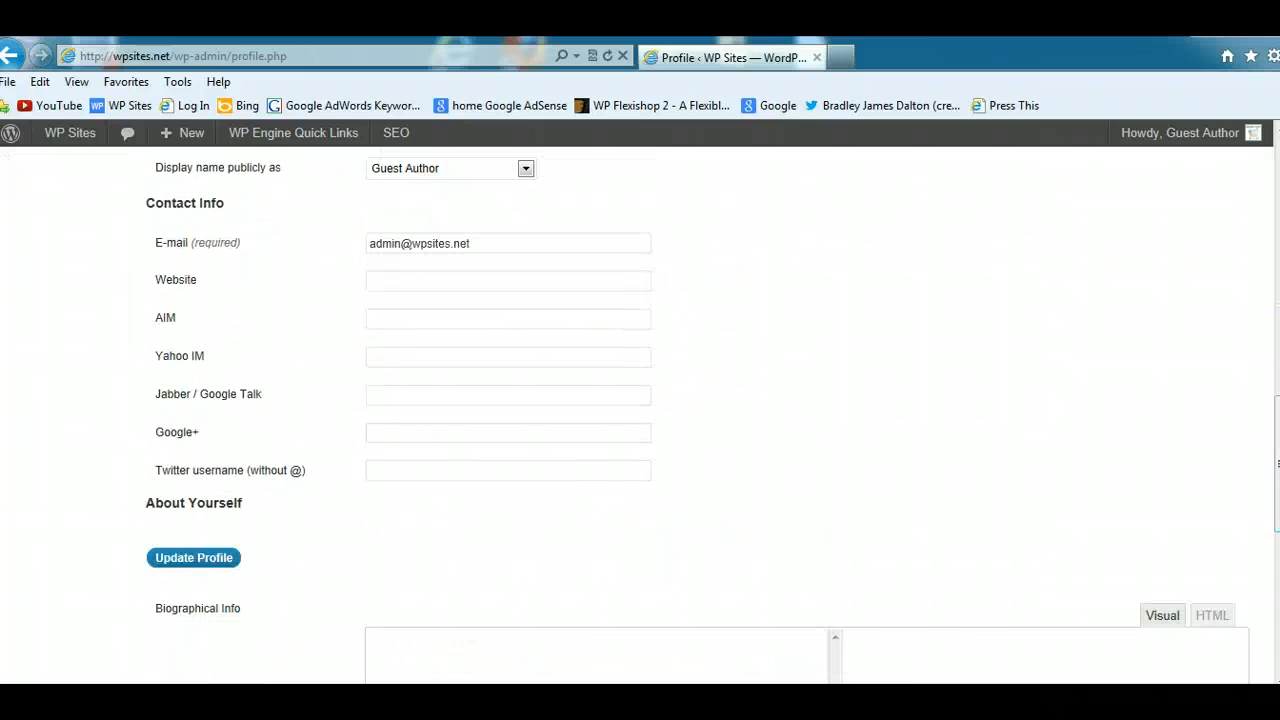 http://wpsites.net/wp-admin/profile.php
Profile ‹ WP Sites — WordP...
File Edit View Favorites Tools Help
YouTube WP Sites Log In Bing Google AdWords Keywor... home Google AdSense WP Flexishop 2 - A Flexibl... Google Bradley James Dalton (cre... Press This
WP Sites + New WP Engine Quick Links SEO Howdy, Guest Author
Display name publicly as Guest Author
Contact Info
E-mail (required) admin@wpsites.net
Website
AIM
Yahoo IM
Jabber / Google Talk
Google+
Twitter username (without @)
About Yourself
Update Profile
Biographical Info
Visual HTML